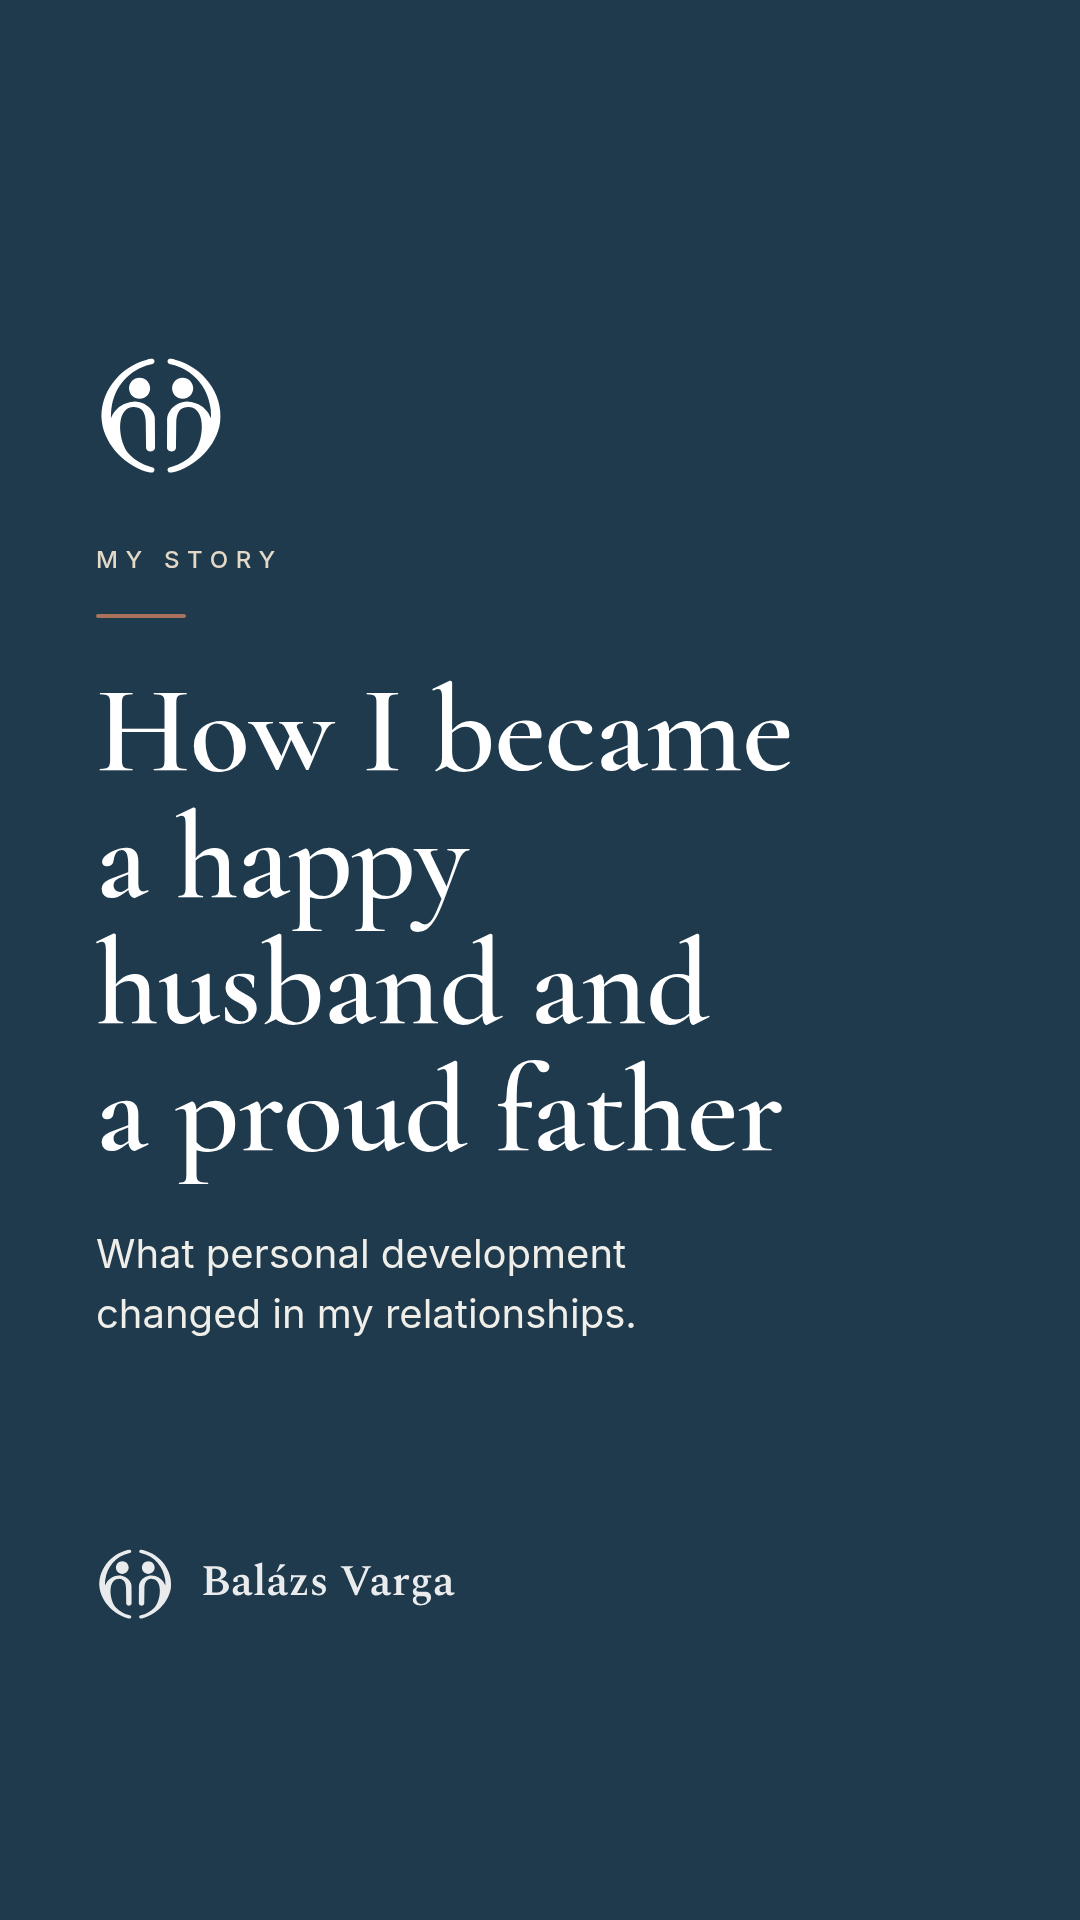 MY STORY
How I became
a happy
husband and
a proud father
What personal development
changed in my relationships.
Balázs Varga